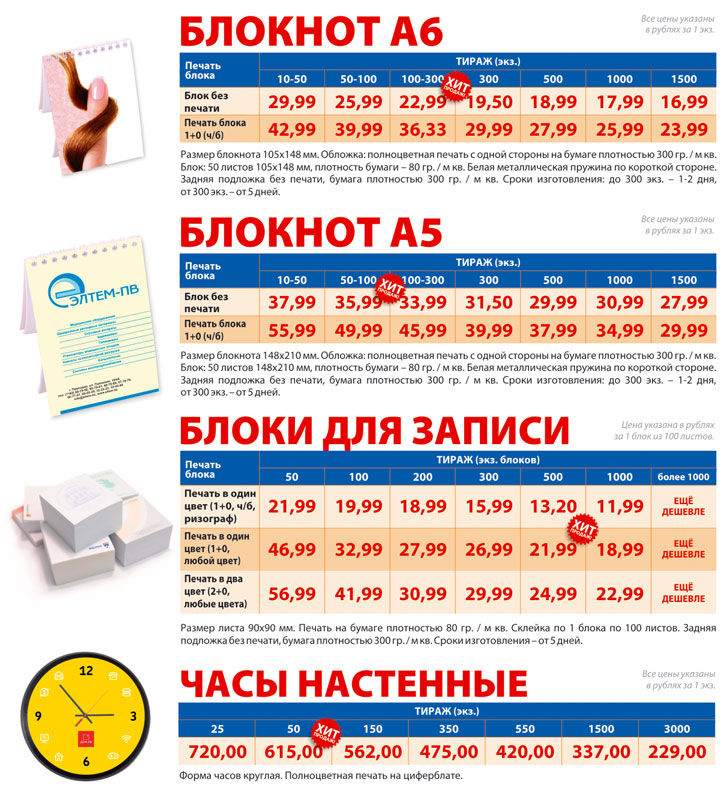 БЛОКНОТ А6
Все цены указаны
в рублях за 1 экз.
Печать
блока
ТИРАЖ (экз.)
10-50 50-100 100-300 300 500 1000 1500
ХИТ
ПРОДАЖ!
Блок без
печати
29,99 25,99 22,99 19,50 18,99 17,99 16,99
Печать блока
1+0 (ч/б)
42,99 39,99 36,33 29,99 27,99 25,99 23,99
Размер блокнота 105х148 мм. Обложка: полноцветная печать с одной стороны на бумаге плотностью 300 гр. / м кв.
Блок: 50 листов 105х148 мм, плотность бумаги – 80 гр. / м кв. Белая металлическая пружина по короткой стороне.
Задняя подложка без печати, бумага плотностью 300 гр. / м кв. Сроки изготовления: до 300 экз. – 1-2 дня,
от 300 экз. – от 5 дней.
БЛОКНОТ А5
Все цены указаны
в рублях за 1 экз.
ЭЛТЕМ-ПВ
Печать
блока
ТИРАЖ (экз.)
10-50 50-100 100-300 300 500 1000 1500
ХИТ
ПРОДАЖ!
Блок без
печати
37,99 35,99 33,99 31,50 29,99 30,99 27,99
Печать блока
1+0 (ч/б)
55,99 49,99 45,99 39,99 37,99 34,99 29,99
Размер блокнота 148х210 мм. Обложка: полноцветная печать с одной стороны на бумаге плотностью 300 гр. / м кв.
Блок: 50 листов 148х210 мм, плотность бумаги – 80 гр. / м кв. Белая металлическая пружина по короткой стороне.
Задняя подложка без печати, бумага плотностью 300 гр. / м кв. Сроки изготовления: до 300 экз. – 1-2 дня,
от 300 экз. – от 5 дней.
БЛОКИ ДЛЯ ЗАПИСИ
Цена указана в рублях
за 1 блок из 100 листов.
Печать
блока
ТИРАЖ (экз. блоков)
50 100 200 300 500 1000 более 1000
Печать в один
цвет (1+0, ч/б,
ризограф)
21,99 19,99 18,99 15,99 13,20 11,99 ЕЩЁ
ДЕШЕВЛЕ
ХИТ
ПРОДАЖ!
Печать в один
цвет (1+0,
любой цвет)
46,99 32,99 27,99 26,99 21,99 18,99 ЕЩЁ
ДЕШЕВЛЕ
Печать в два
цвет (2+0,
любые цвета)
56,99 41,99 30,99 29,99 24,99 22,99 ЕЩЁ
ДЕШЕВЛЕ
Размер листа 90х90 мм. Печать на бумаге плотностью 80 гр. / м кв. Склейка по 1 блока по 100 листов. Задняя
подложка без печати, бумага плотностью 300 гр. / м кв. Сроки изготовления – от 5 дней.
ЧАСЫ НАСТЕННЫЕ
Все цены указаны
в рублях за 1 экз.
12
9 3
6
ТИРАЖ (экз.)
25 50 150 350 550 1500 3000
ХИТ
ПРОДАЖ!
720,00 615,00 562,00 475,00 420,00 337,00 229,00
Форма часов круглая. Полноцветная печать на циферблате.